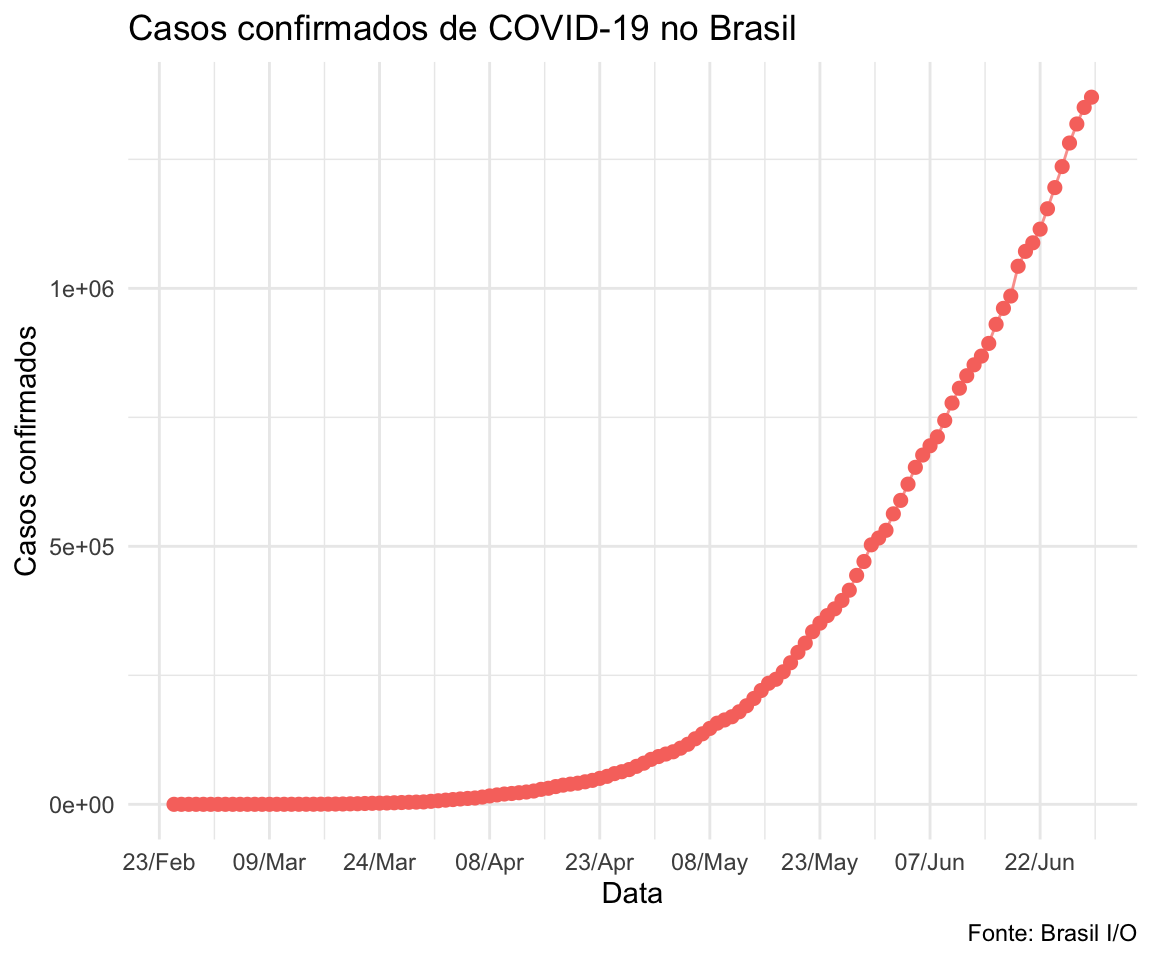 Casos confirmados de COVID-19 no Brasil
Casos confirmados
1e+06
5e+05
0e+00
23/Feb 09/Mar 24/Mar 08/Apr 23/Apr 08/May 23/May 07/Jun 22/Jun
Data
Fonte: Brasil I/O